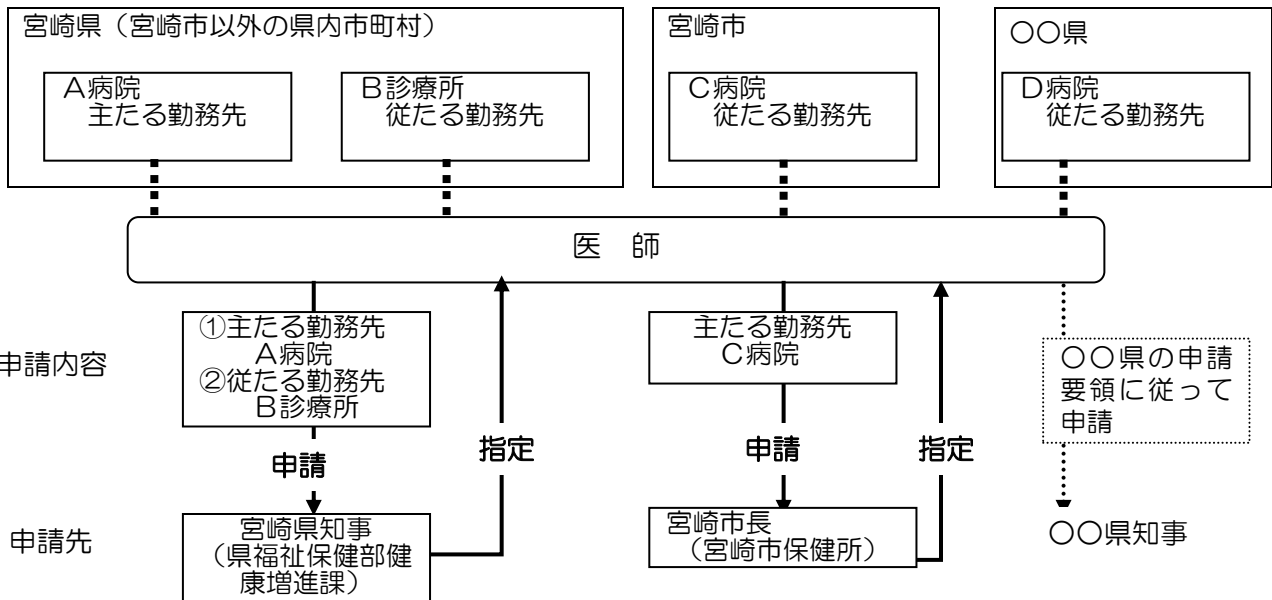 宮崎県（宮崎市以外の県内市町村）
A病院
主たる勤務先
B診療所
従たる勤務先
宮崎市
C病院
従たる勤務先
〇〇県
D病院
従たる勤務先
医　師
申請内容
①主たる勤務先
A病院
②従たる勤務先
B診療所
主たる勤務先
C病院
〇〇県の申請
要領に従って
申請
申請
指定
申請
指定
申請先
宮崎県知事
（県福祉保健部健
康増進課）
宮崎市長
（宮崎市保健所）
〇〇県知事